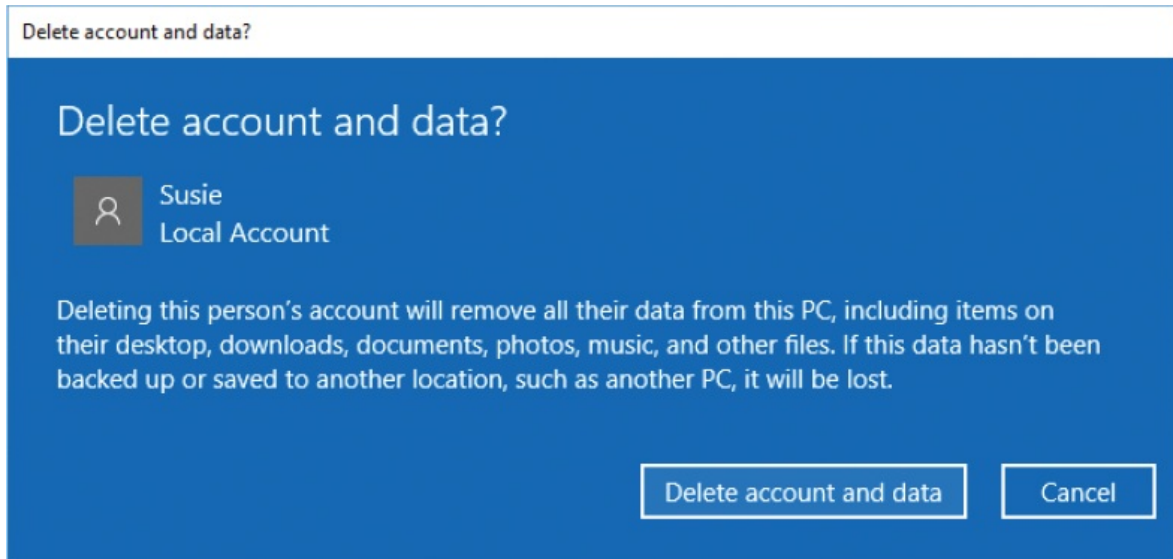 Delete account and data?
Delete account and data?
Susie
Local Account
Deleting this person’s account will remove all their data from this PC, including items on
their desktop, downloads, documents, photos, music, and other files. If this data hasn’t been
backed up or saved to another location, such as another PC, it will be lost.
Delete account and data
Cancel